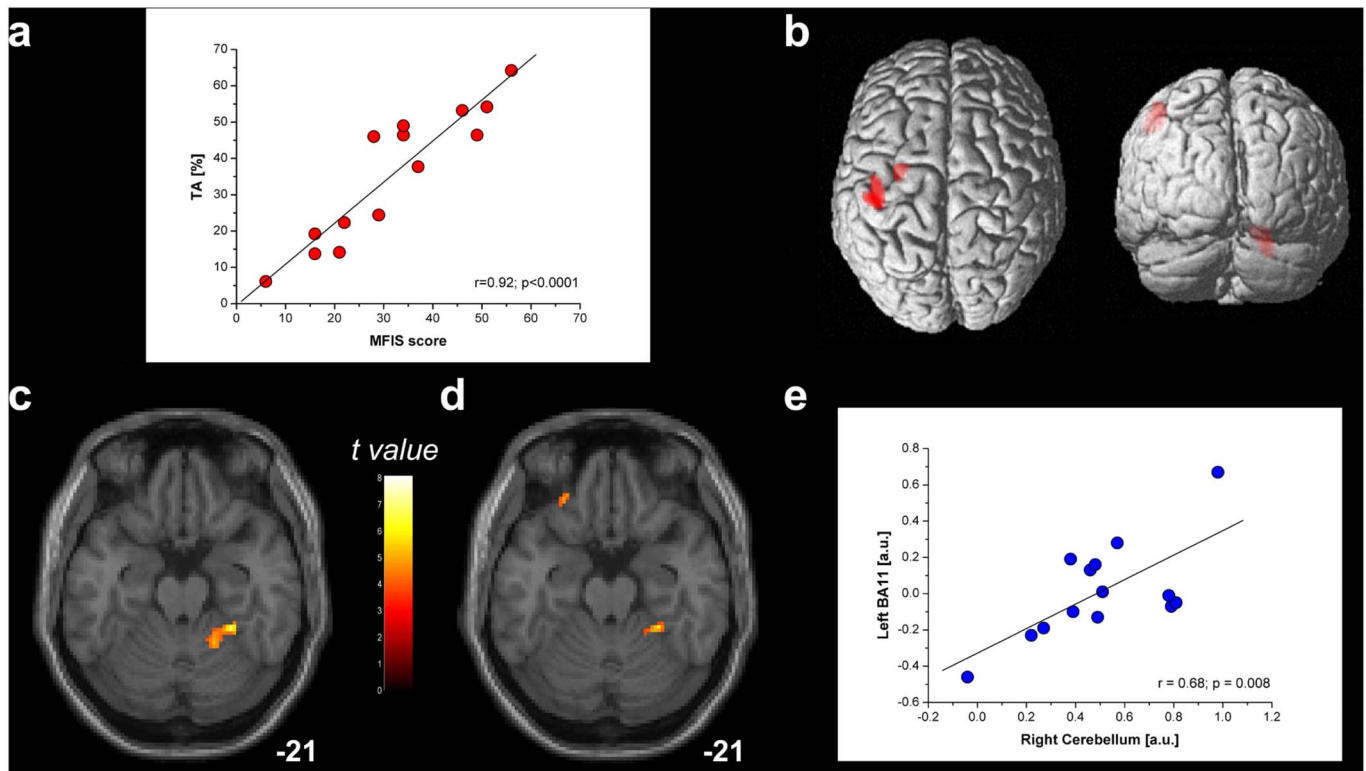 a
70
60
50
40
30
20
10
0
TA [%]
r=0.92; p<0.0001
0 10 20 30 40 50 60 70
MFIS score
b
c
t value
8
7
6
5
4
3
2
1
0
-21
d
-21
e
0.8
0.6
0.4
0.2
0.0
-0.2
-0.4
-0.6
Left BA11 [a.u.]
r = 0.68; p = 0.008
-0.2 0.0 0.2 0.4 0.6 0.8 1.0 1.2
Right Cerebellum [a.u.]